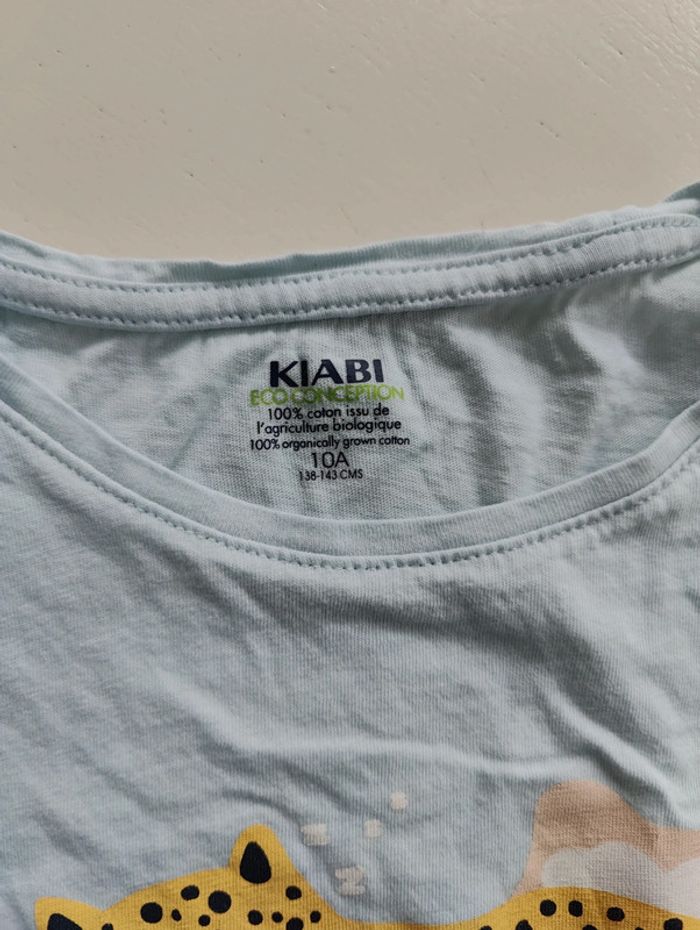 KIABI
ECO CONCEPTION
100% coton issu de
l'agriculture biologique
100% organically grown cotton
10A
138-143 CMS
z